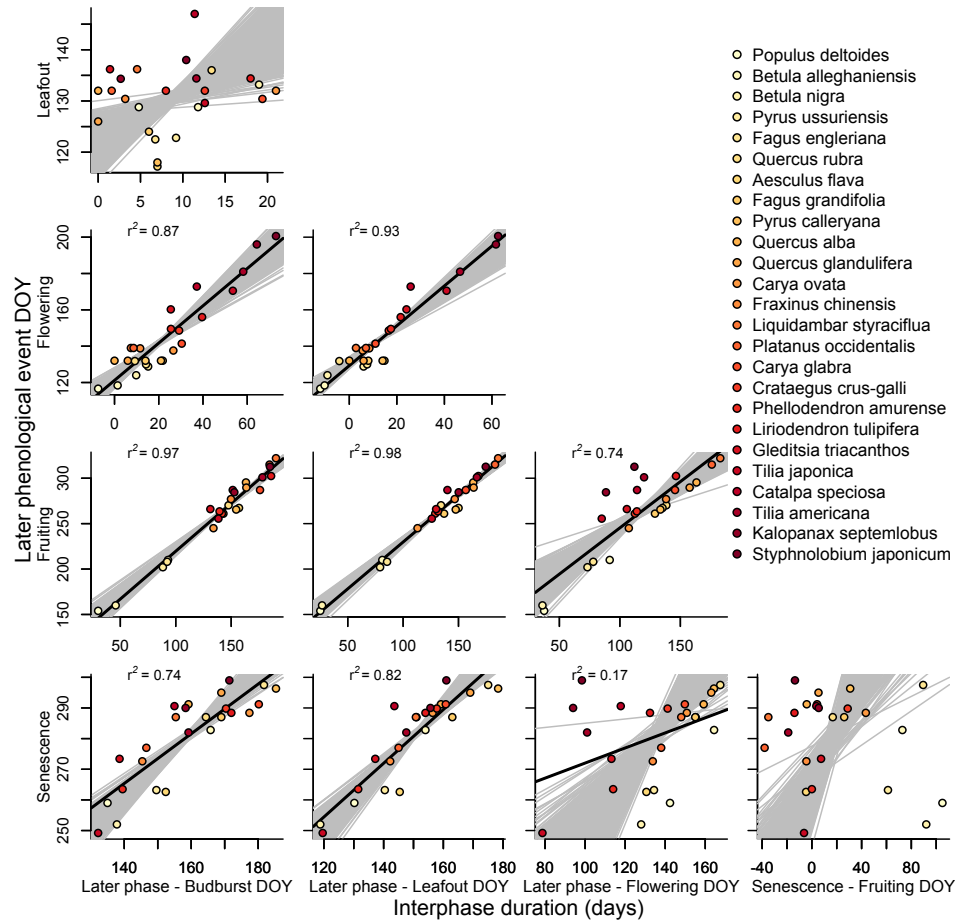 Later phenological event DOY
Leafout
120
130
140
0 5 10 15 20
Flowering
120
160
200
r2 = 0.87
0 20 40 60
r2 = 0.93
0 20 40 60
Fruiting
150
200
250
300
r2 = 0.97
50 100 150
r2 = 0.98
50 100 150
r2 = 0.74
50 100 150
Senescence
250
270
290
r2 = 0.74
140 160 180
Later phase - Budburst DOY
r2 = 0.82
120 140 160 180
Later phase - Leafout DOY
r2 = 0.17
80 100 120 140 160
Later phase - Flowering DOY
-40 0 20 40 60 80
Senescence - Fruiting DOY
Interphase duration (days)
Populus deltoides
Betula alleghaniensis
Betula nigra
Pyrus ussuriensis
Fagus engleriana
Quercus rubra
Aesculus flava
Fagus grandifolia
Pyrus calleryana
Quercus alba
Quercus glandulifera
Carya ovata
Fraxinus chinensis
Liquidambar styraciflua
Platanus occidentalis
Carya glabra
Crataegus crus-galli
Phellodendron amurense
Liriodendron tulipifera
Gleditsia triacanthos
Tilia japonica
Catalpa speciosa
Tilia americana
Kalopanax septemlobus
Styphnolobium japonicum